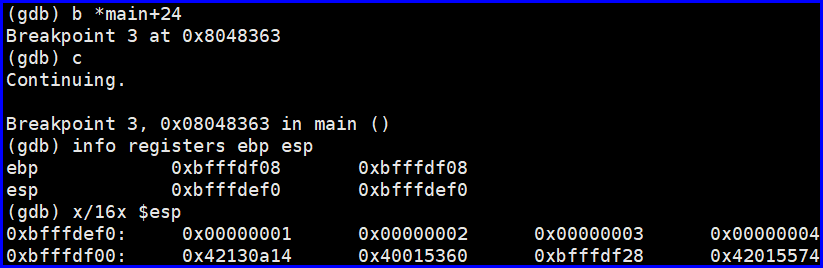 (gdb) b *main+24
Breakpoint 3 at 0x8048363
(gdb) c
Continuing.
Breakpoint 3, 0x08048363 in main ()
(gdb) info registers ebp esp
ebp 0xbfffdf08 0xbfffdf08
esp 0xbfffdef0 0xbfffdef0
(gdb) x/16x $esp
0xbfffdef0: 0x00000001 0x00000002 0x00000003 0x00000004
0xbfffdf00: 0x42130a14 0x40015360 0xbfffdf28 0x42015574